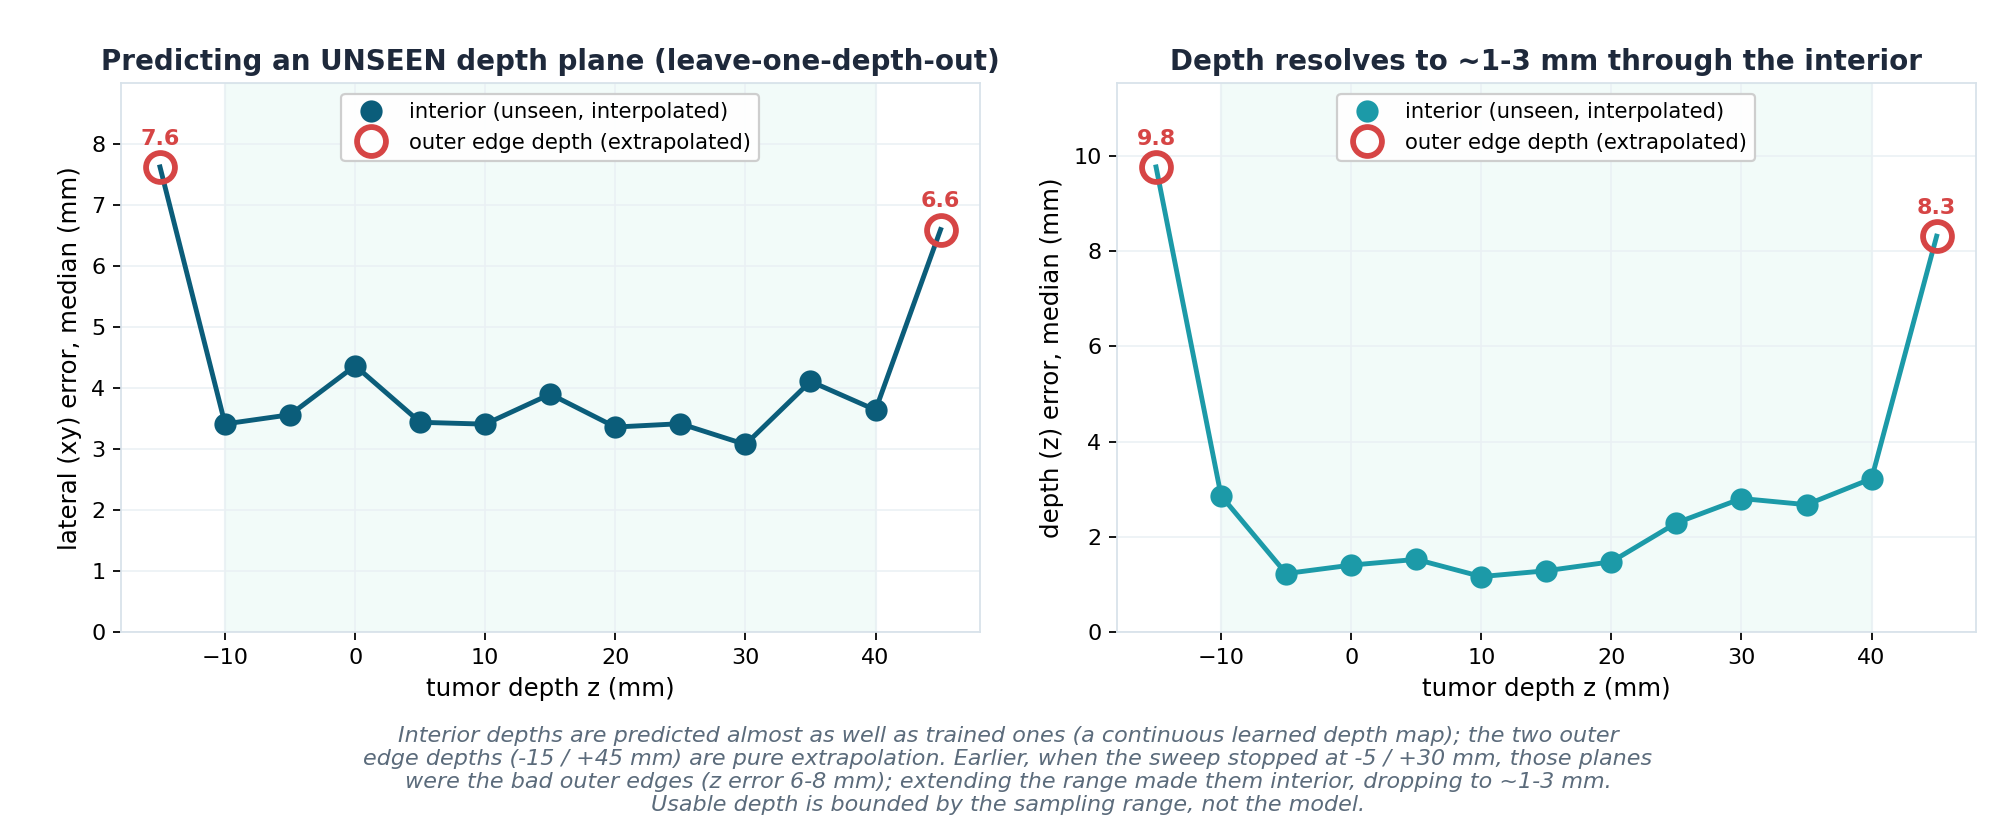 Predicting an UNSEEN depth plane (leave-one-depth-out)
interior (unseen, interpolated)
outer edge depth (extrapolated)
7.6
6.6
lateral (xy) error, median (mm)
8
7
6
5
4
3
2
1
0
−10 0 10 20 30 40
tumor depth z (mm)
Depth resolves to ~1-3 mm through the interior
interior (unseen, interpolated)
outer edge depth (extrapolated)
9.8
8.3
depth (z) error, median (mm)
10
8
6
4
2
0
−10 0 10 20 30 40
tumor depth z (mm)
Interior depths are predicted almost as well as trained ones (a continuous learned depth map); the two outer
edge depths (-15 / +45 mm) are pure extrapolation. Earlier, when the sweep stopped at -5 / +30 mm, those planes
were the bad outer edges (z error 6-8 mm); extending the range made them interior, dropping to ~1-3 mm.
Usable depth is bounded by the sampling range, not the model.